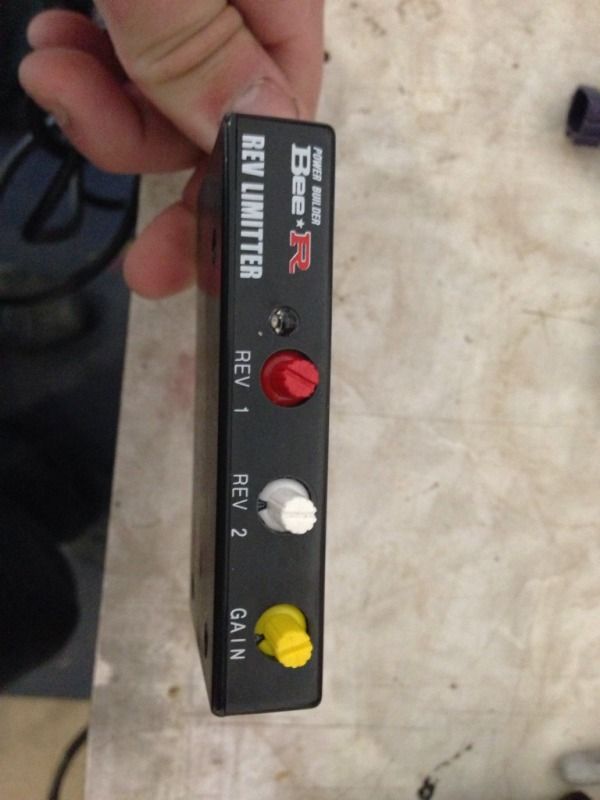 POWER BUILDER
Bee★R
REV LIMITTER
REV 1
REV 2
GAIN